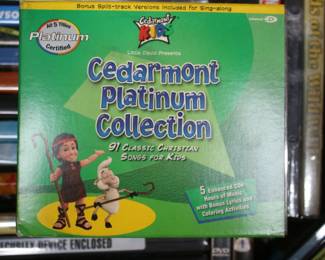 Bonus Split-track Versions Included for Sing-along
All 5 Titles
Platinum
Certified
Cedarmont
KIDS
Little David Presents
Cedarmont
Platinum
Collection
91 CLASSIC CHRISTIAN
SONGS FOR KIDS
5 Enhanced CDs
Hours of Music
with Bonus Lyrics and
Coloring Activities
SECURITY DEVICE ENCLOSED
DVD